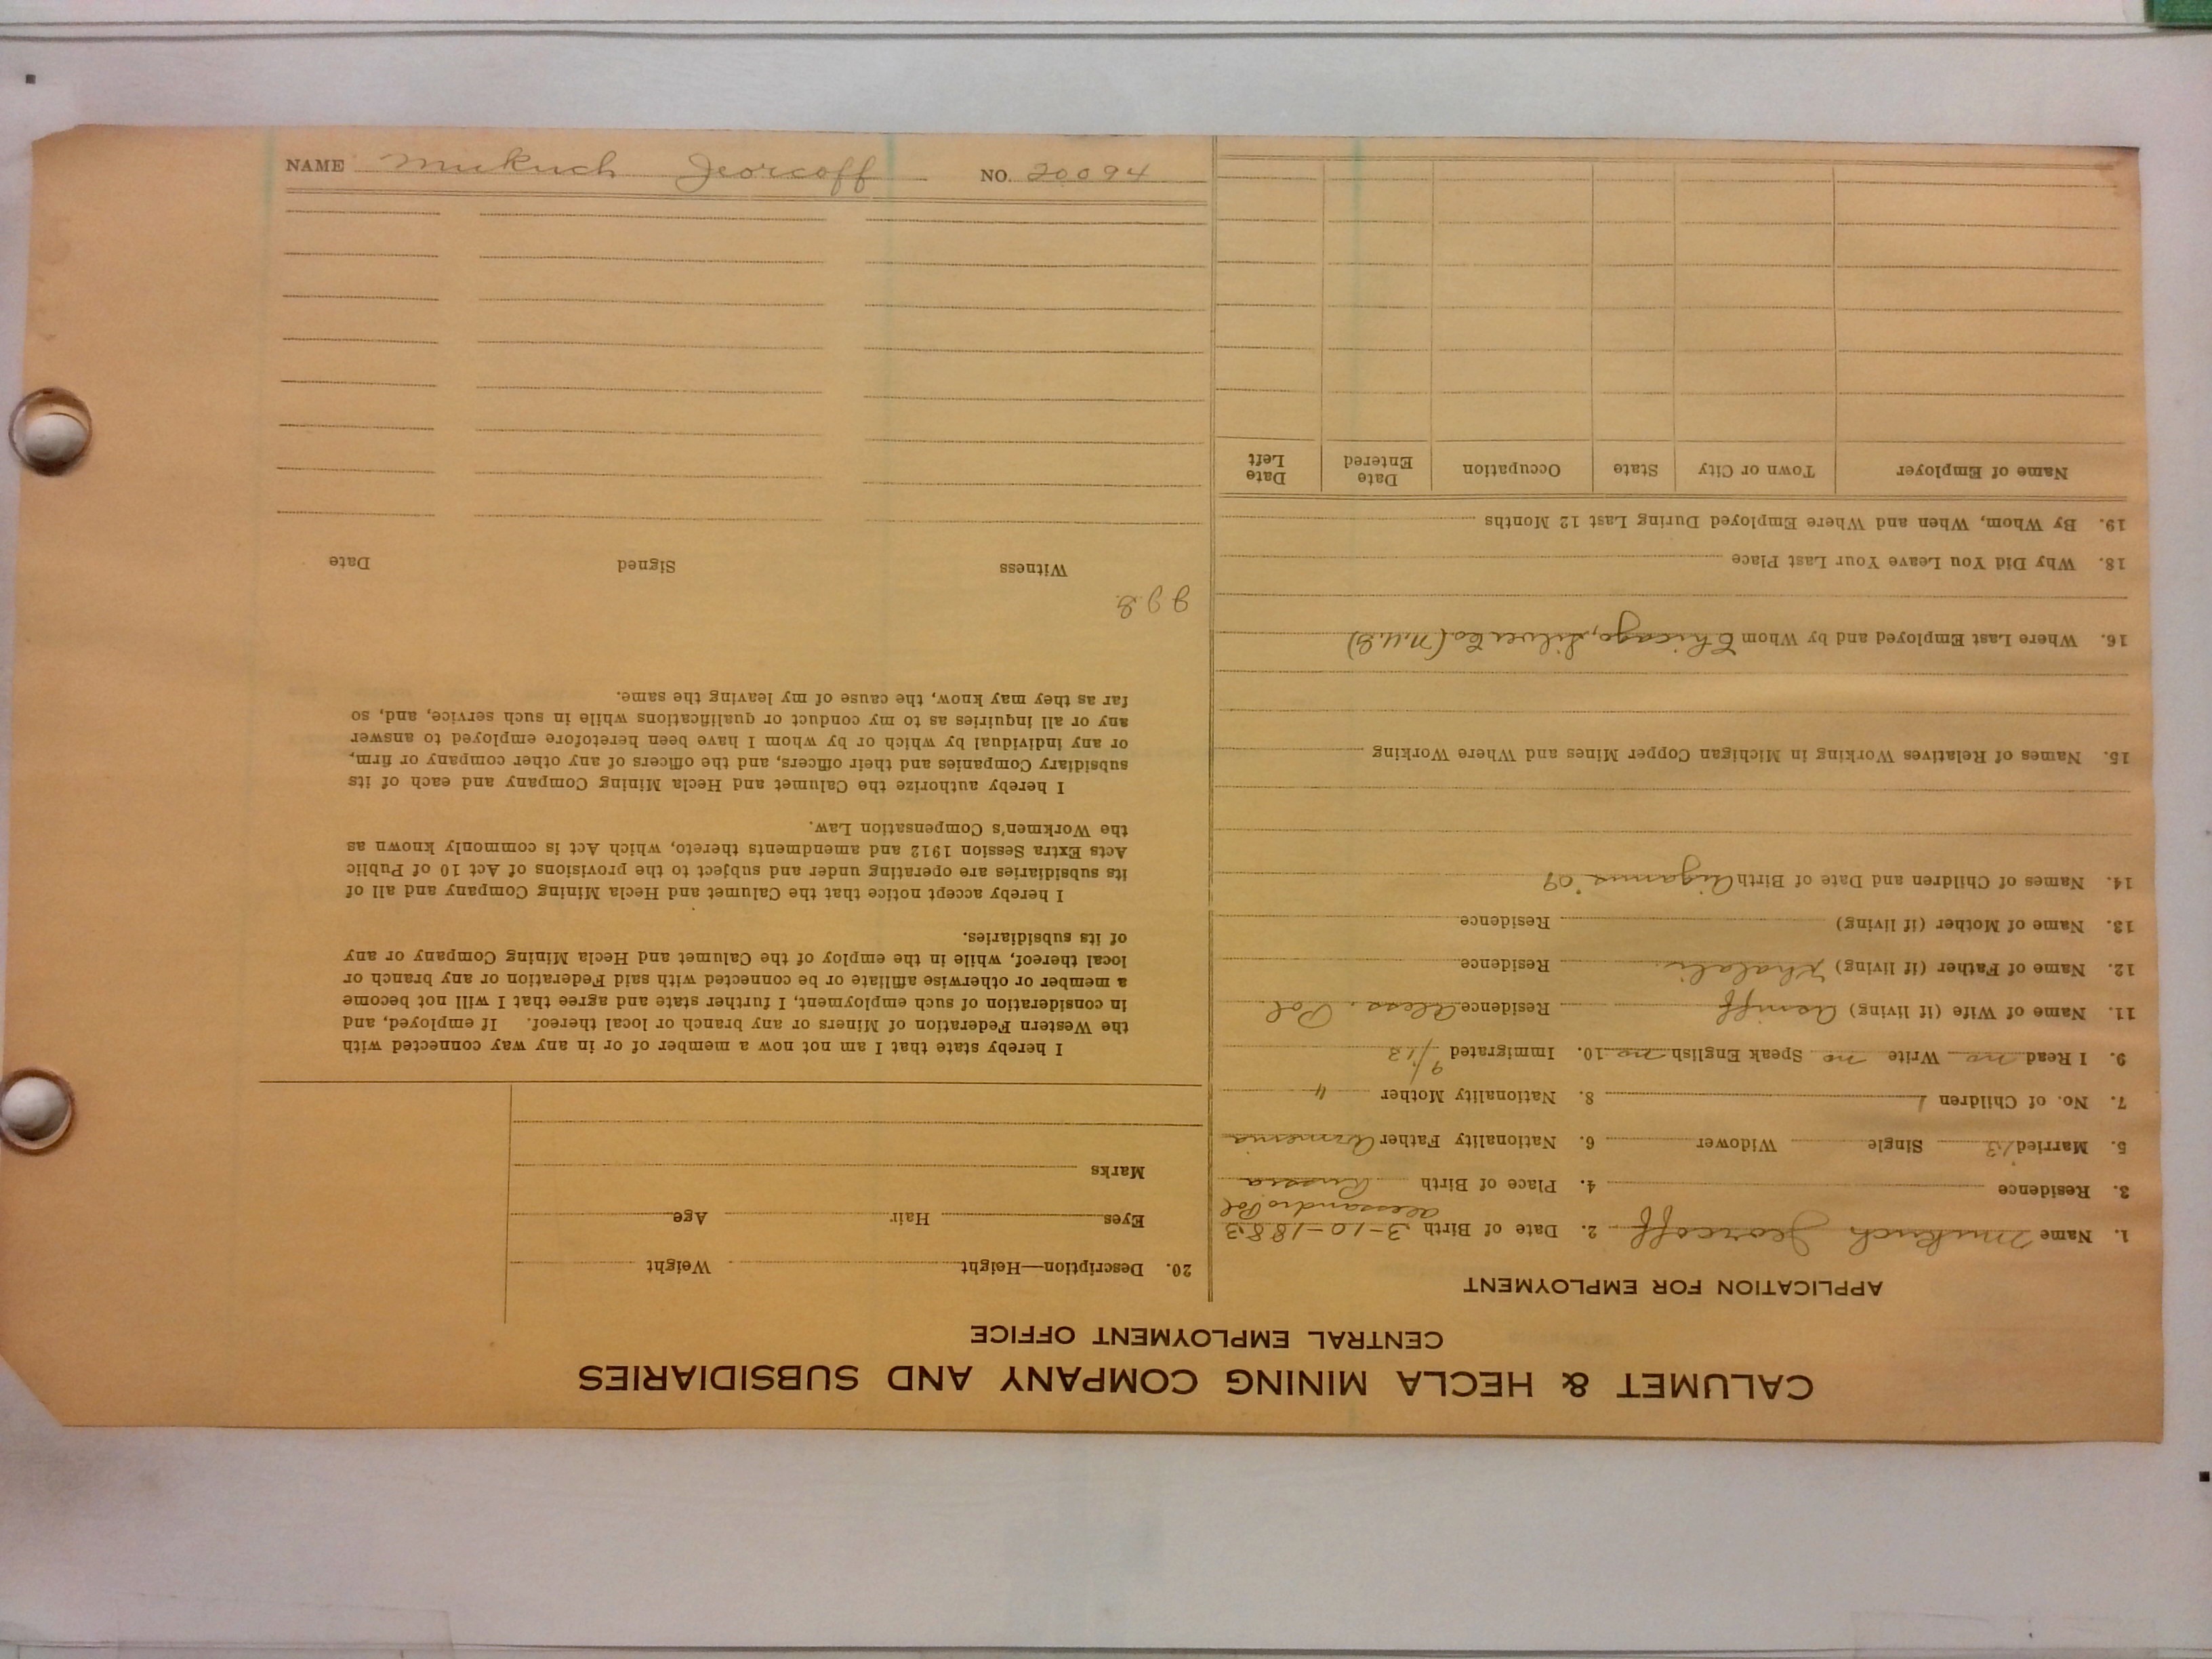 CALUMET & HECLA MINING COMPANY AND SUBSIDIARIES
CENTRAL EMPLOYMENT OFFICE
APPLICATION FOR EMPLOYMENT
1. Name Mukuch Jeorcoff 2. Date of Birth 3-10-1883
Alessandro Pol
3. Residence 4. Place of Birth Russia
5. Married '13 Single Widower 6. Nationality Father Armenia
7. No. of Children 1 8. Nationality Mother "
9. I Read no Write no Speak English no 10. Immigrated 9/13
11. Name of Wife (if living) Residence Aless. Pol
12. Name of Father (if living) Residence
13. Name of Mother (if living) Residence
14. Names of Children and Date of Birth '09
15. Names of Relatives Working in Michigan Copper Mines and Where Working
16. Where Last Employed and by Whom Chicago, Silver Co (N.U.S)
18. Why Did You Leave Your Last Place
19. By Whom, When and Where Employed During Last 12 Months
Name of Employer Town or City State Occupation Date Entered Date Left
20. Description—Height Weight
Eyes Hair Age
Marks
I hereby state that I am not now a member of or in any way connected with
the Western Federation of Miners or any branch or local thereof. If employed, and
in consideration of such employment, I further state and agree that I will not become
a member or otherwise affiliate or be connected with said Federation or any branch or
local thereof, while in the employ of the Calumet and Hecla Mining Company or any
of its subsidiaries.
I hereby accept notice that the Calumet and Hecla Mining Company and all of
its subsidiaries are operating under and subject to the provisions of Act 10 of Public
Acts Extra Session 1912 and amendments thereto, which Act is commonly known as
the Workmen's Compensation Law.
I hereby authorize the Calumet and Hecla Mining Company and each of its
subsidiary Companies and their officers, and the officers of any other company or firm,
or any individual by which or by whom I have been heretofore employed to answer
any or all inquiries as to my conduct or qualifications while in such service, and, so
far as they may know, the cause of my leaving the same.
Witness Signed Date
NAME Mukuch Jeorcoff NO. 20094